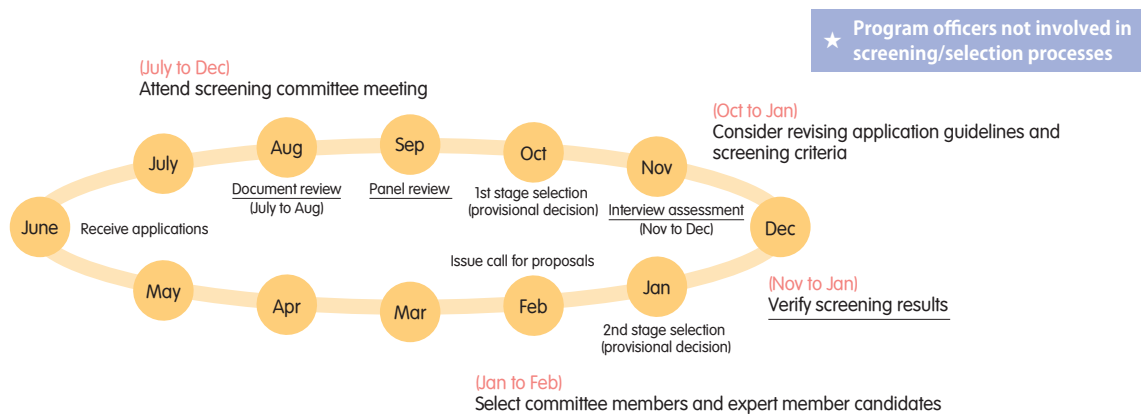 ★ Program officers not involved in
screening/selection processes
(July to Dec)
Attend screening committee meeting
(Oct to Jan)
Consider revising application guidelines and
screening criteria
June
July
Aug
Sep
Oct
Nov
Dec
Receive applications
Document review
(July to Aug)
Panel review
1st stage selection
(provisional decision)
Interview assessment
(Nov to Dec)
Issue call for proposals
May
Apr
Mar
Feb
Jan
2nd stage selection
(provisional decision)
(Nov to Jan)
Verify screening results
(Jan to Feb)
Select committee members and expert member candidates